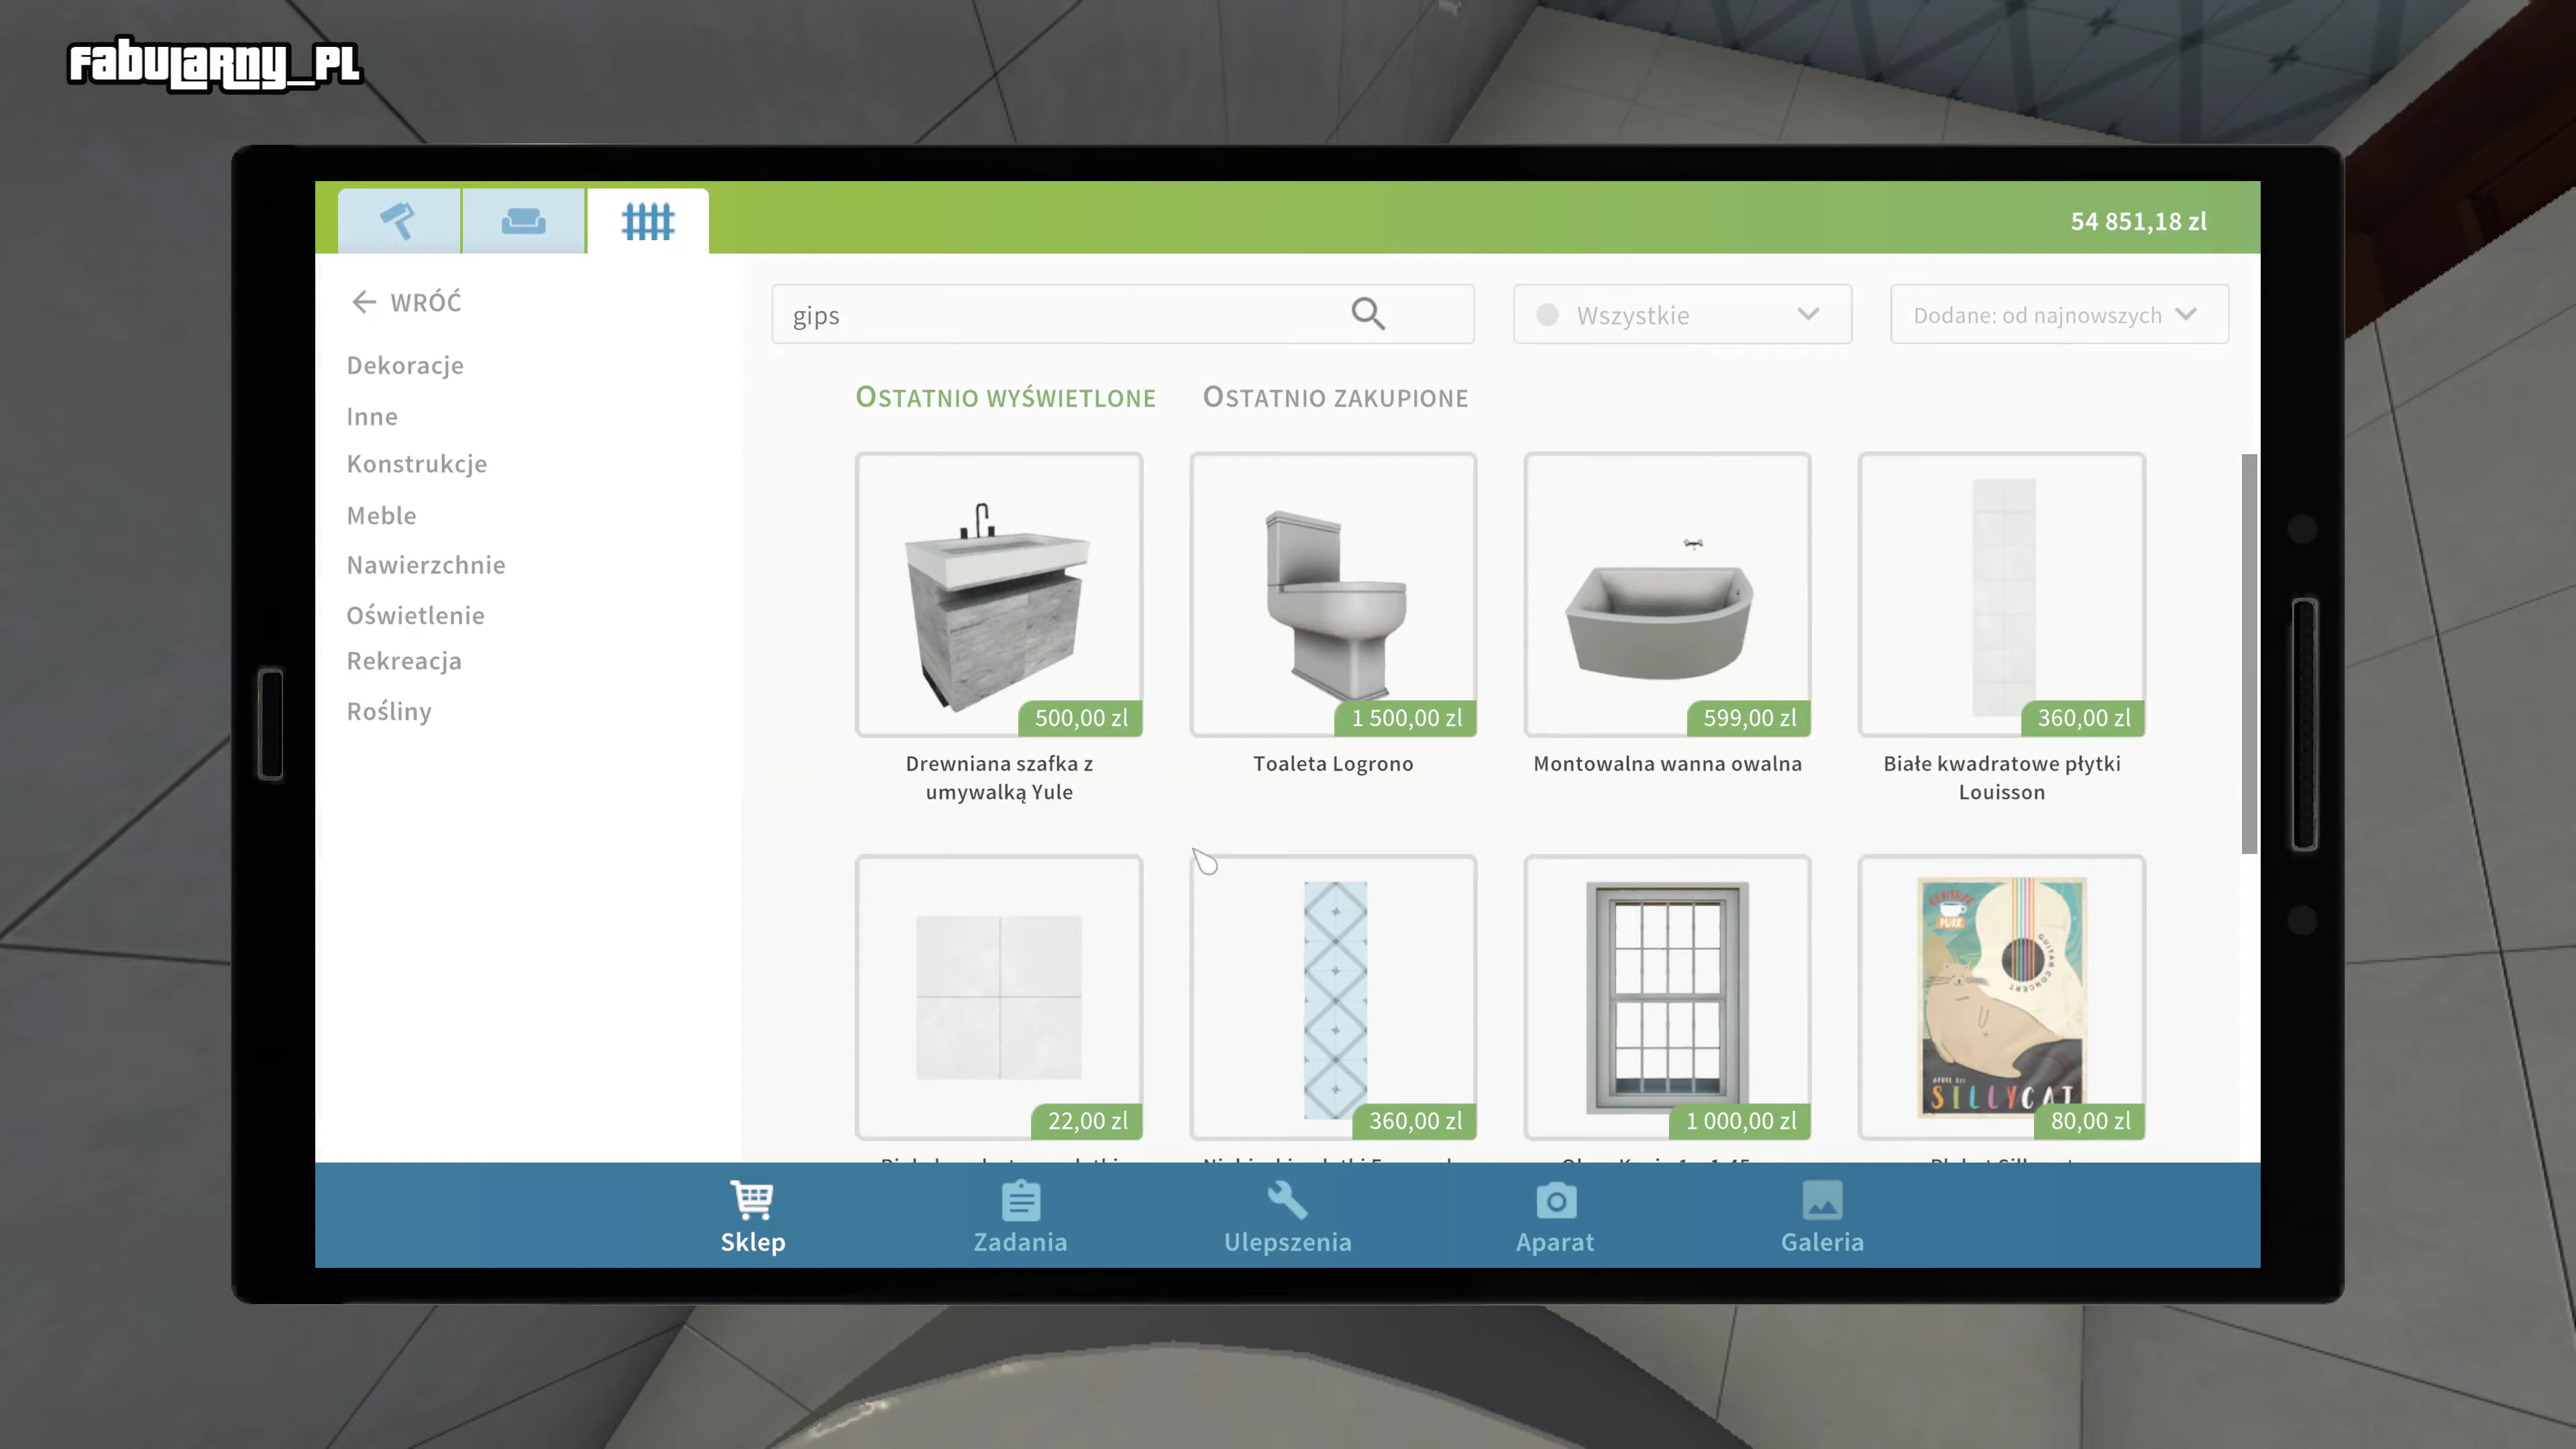 fabularny_PL
54 851,18 zl
WRÓĆ
gips
Wszystkie
Dodane: od najnowszych
Dekoracje
Inne
Konstrukcje
Meble
Nawierzchnie
Oświetlenie
Rekreacja
Rośliny
OSTATNIO WYŚWIETLONE
OSTATNIO ZAKUPIONE
500,00 zl
1 500,00 zl
599,00 zl
360,00 zl
Drewniana szafka z
umywalką Yule
Toaleta Logrono
Montowalna wanna owalna
Białe kwadratowe płytki
Louisson
PURR
GUITAR CONCERT
SILLYCAT
22,00 zl
360,00 zl
1 000,00 zl
80,00 zl
Sklep
Zadania
Ulepszenia
Aparat
Galeria